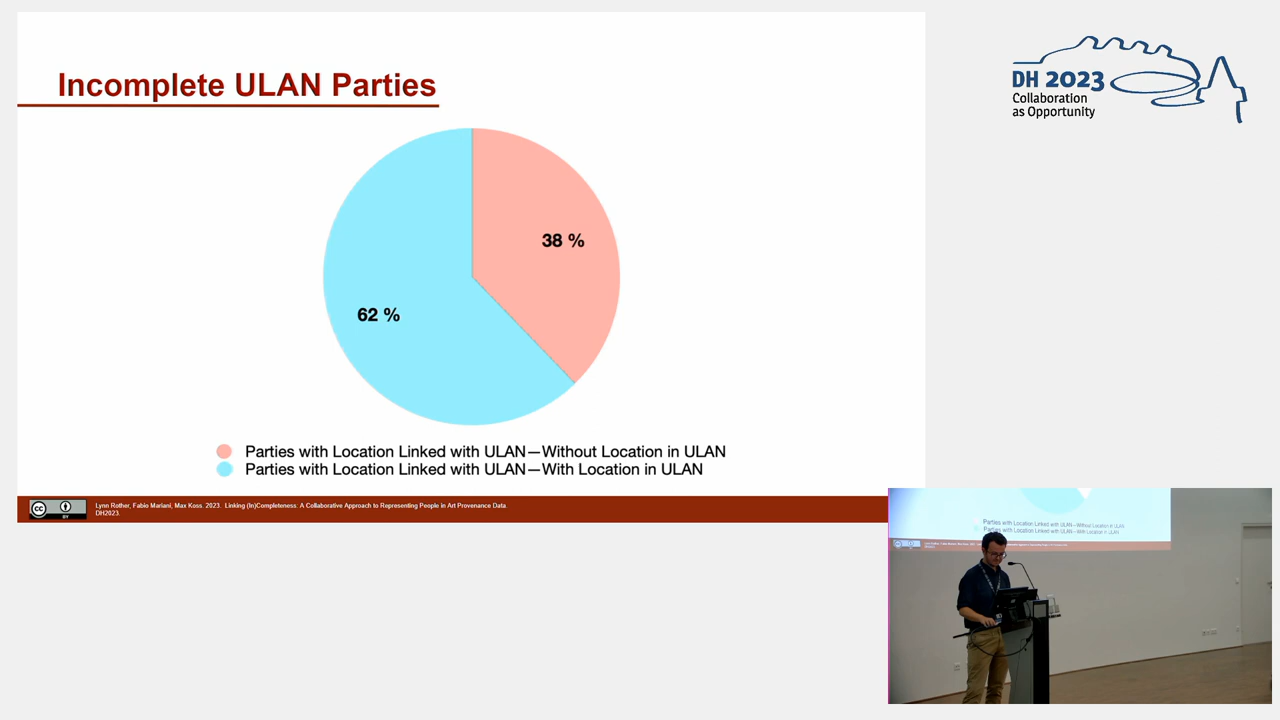 Incomplete ULAN Parties
38 %
62 %
Parties with Location Linked with ULAN—Without Location in ULAN
Parties with Location Linked with ULAN—With Location in ULAN
CC
BY
Lynn Rother, Fabio Mariani, Max Koss. 2023. Linking (In)Completeness. A Collaborative Approach to Representing People in Art Provenance Data.
DH2023.
DH 2023
Collaboration
as Opportunity
Parties with Location Linked with ULAN—Without Location in ULAN
Parties with Location Linked with ULAN—With Location in ULAN